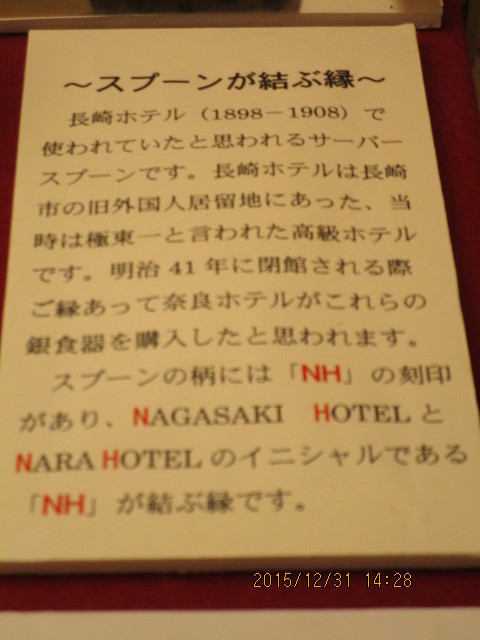 ～スプーンが結ぶ縁～
長崎ホテル（1898－1908）で
使われていたと思われるサーバー
スプーンです。長崎ホテルは長崎
市の旧外国人居留地にあった、当
時は極東一と言われた高級ホテル
です。明治 41 年に閉館される際
ご縁あって奈良ホテルがこれらの
銀食器を購入したと思われます。
スプーンの柄には「NH」の刻印
があり、NAGASAKI HOTEL と
NARA HOTEL のイニシャルである
「NH」が結ぶ縁です。
2015/12/31 14:28